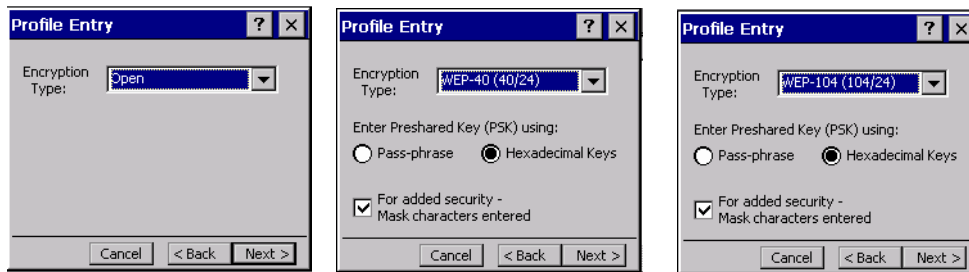 Profile Entry ? ×
Encryption
Type:
Open
Cancel < Back Next >
Profile Entry ? ×
Encryption
Type:
WEP-40 (40/24)
Enter Preshared Key (PSK) using:
Pass-phrase Hexadecimal Keys
For added security -
Mask characters entered
Cancel < Back Next >
Profile Entry ? ×
Encryption
Type:
WEP-104 (104/24)
Enter Preshared Key (PSK) using:
Pass-phrase Hexadecimal Keys
For added security -
Mask characters entered
Cancel < Back Next >